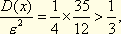 D(x)/ε² = 1/4 × 35/12 > 1/3,